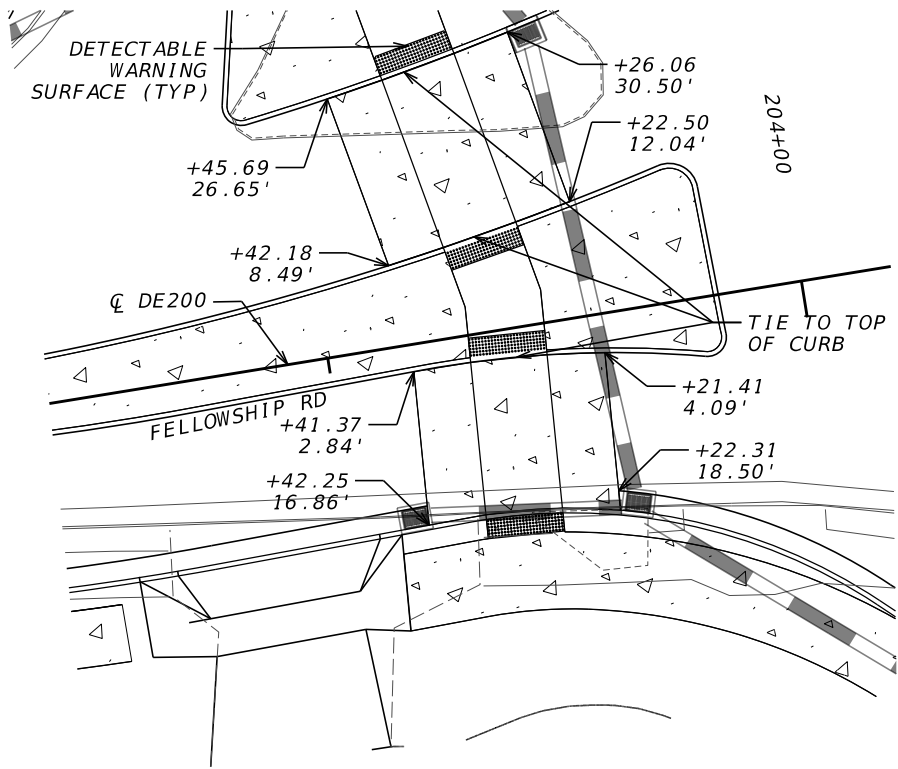 DETECTABLE
WARNING
SURFACE (TYP)
+26.06
30.50'
+22.50
12.04'
204+00
+45.69
26.65'
+42.18
8.49'
℄ DE200
TIE TO TOP
OF CURB
+21.41
4.09'
FELLOWSHIP RD
+41.37
2.84'
+22.31
18.50'
+42.25
16.86'